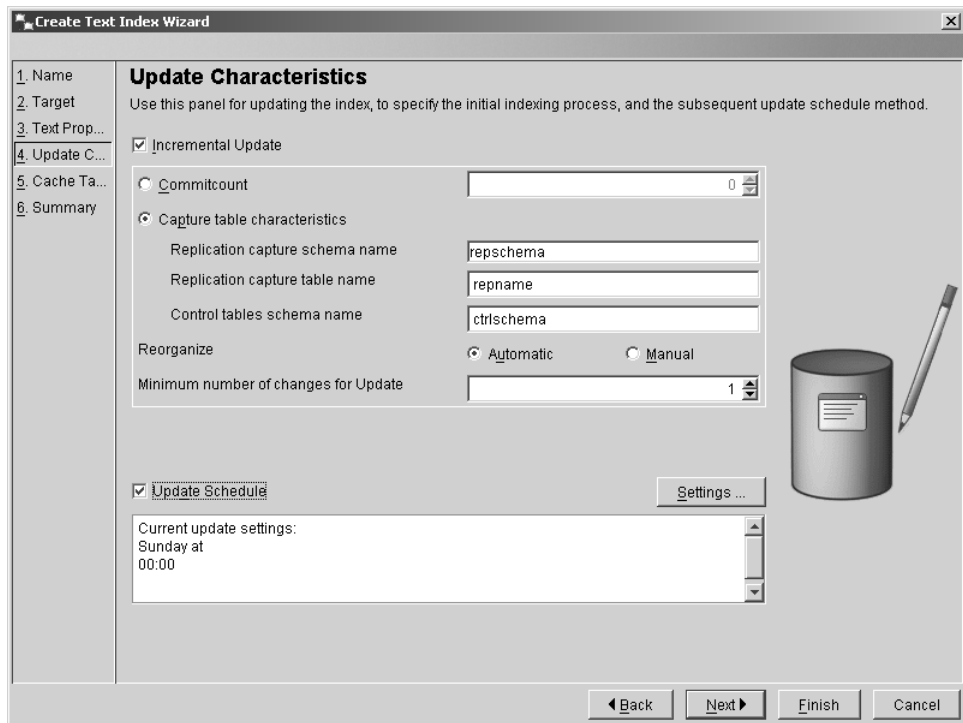 Create Text Index Wizard
1. Name
2. Target
3. Text Prop...
4. Update C...
5. Cache Ta...
6. Summary
Update Characteristics
Use this panel for updating the index, to specify the initial indexing process, and the subsequent update schedule method.
Incremental Update
Commitcount 0
Capture table characteristics
Replication capture schema name repschema
Replication capture table name repname
Control tables schema name ctrlschema
Reorganize Automatic Manual
Minimum number of changes for Update 1
Update Schedule Settings ...
Current update settings:
Sunday at
00:00
Back Next Finish Cancel